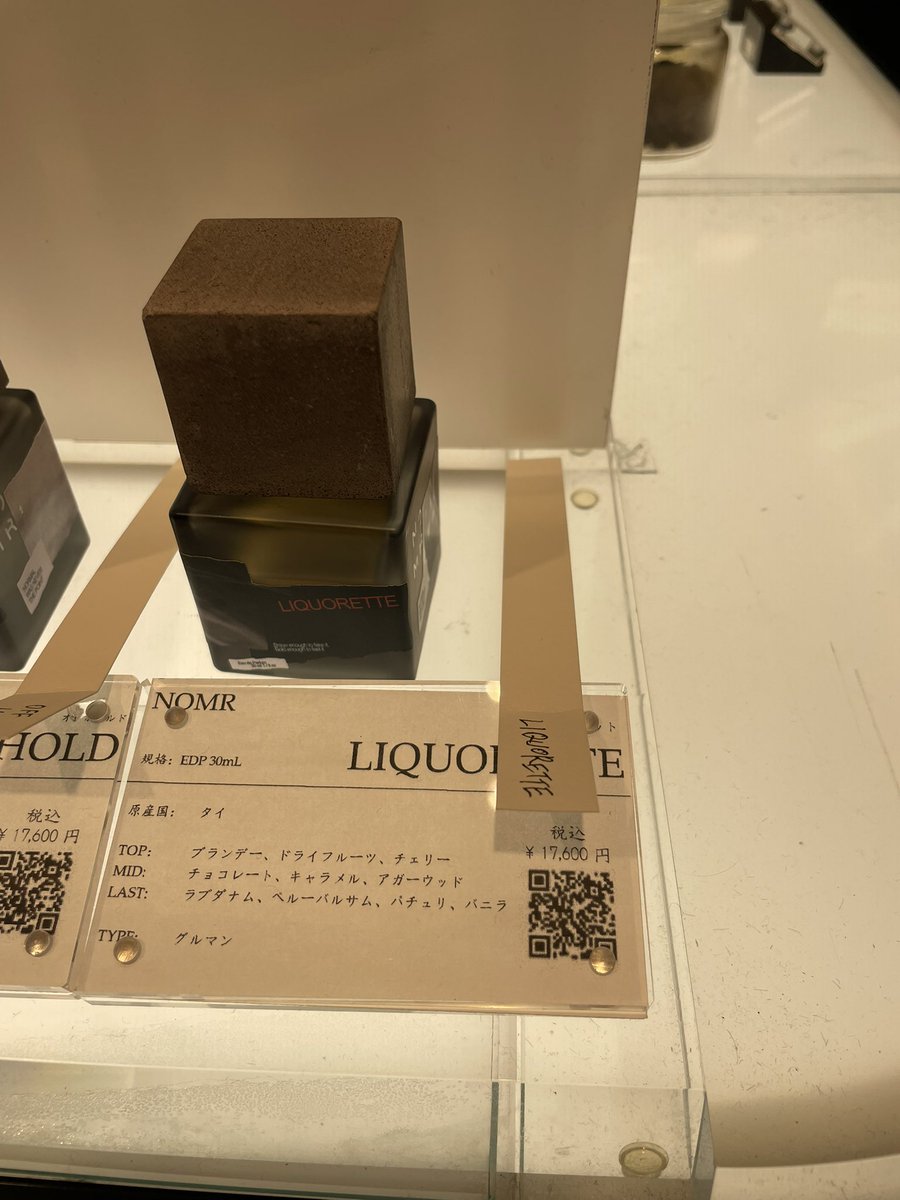 LIQUORETTE
NOMR
規格: EDP 30mL
LIQUO
TE
原産国: タイ
税込
¥ 17,600 円
TOP: ブランデー、ドライフルーツ、チェリー
MID: チョコレート、キャラメル、アガーウッド
LAST: ラブダナム、ペルーバルサム、パチュリ、バニラ
TYPE: グルマン
LIQUORETTE
HOLD
税込
¥ 17,600 円